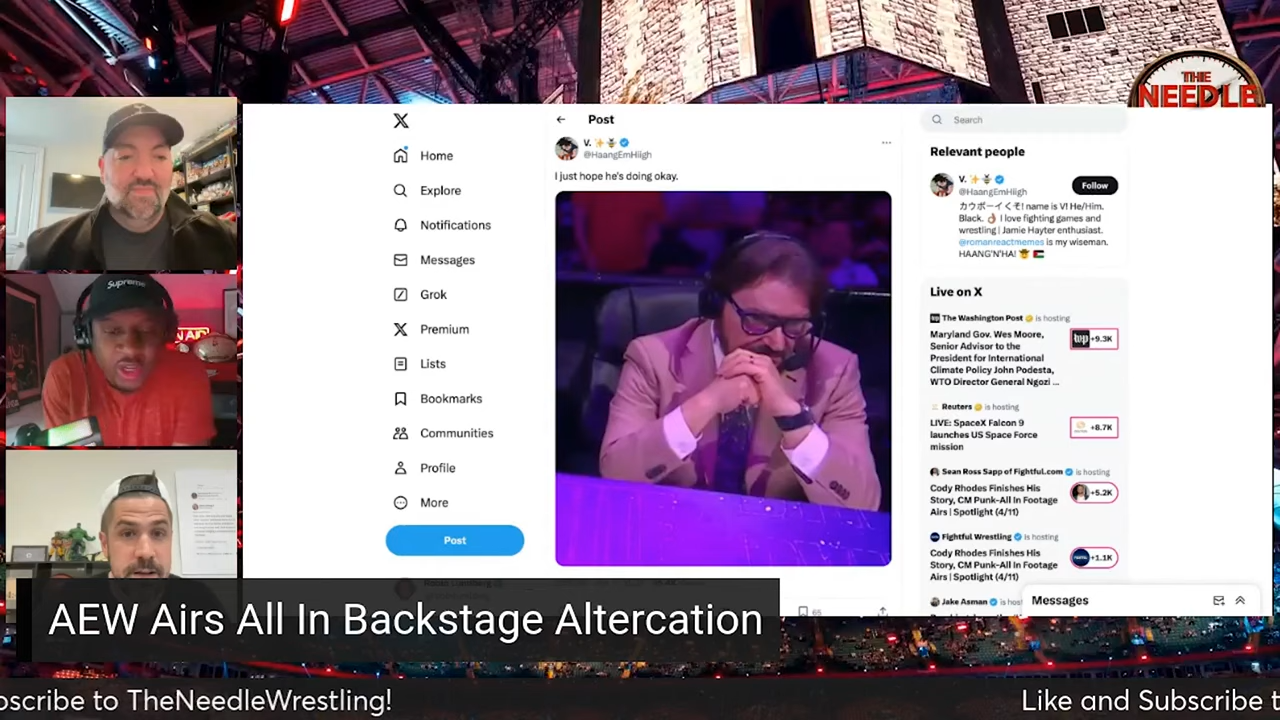 THE
NEEDLE
Supreme
Home
Explore
Notifications
Messages
Grok
Premium
Lists
Bookmarks
Communities
Profile
More
Post
Post
V.
@HaangEmHiigh
I just hope he's doing okay.
65
Search
Relevant people
V.
@HaangEmHiigh
Follow
カウボーイくそ! name is V! He/Him.
Black. 👌🏾 I love fighting games and
wrestling | Jamie Hayter enthusiast.
@romanreactmemes is my wiseman.
HAANG'N'HA! 🤠 🇵🇸
Live on X
The Washington Post is hosting
Maryland Gov. Wes Moore,
Senior Advisor to the
President for International
Climate Policy John Podesta,
WTO Director General Ngozi ...
wp +9.3K
Reuters is hosting
LIVE: SpaceX Falcon 9
launches US Space Force
mission
+8.7K
Sean Ross Sapp of Fightful.com is hosting
Cody Rhodes Finishes His
Story, CM Punk-All In Footage
Airs | Spotlight (4/11)
+5.2K
Fightful Wrestling is hosting
Cody Rhodes Finishes His
Story, CM Punk-All In Footage
Airs | Spotlight (4/11)
+1.1K
Jake Asman is hos
Messages
AEW Airs All In Backstage Altercation
bscribe to TheNeedleWrestling!
Like and Subscribe t